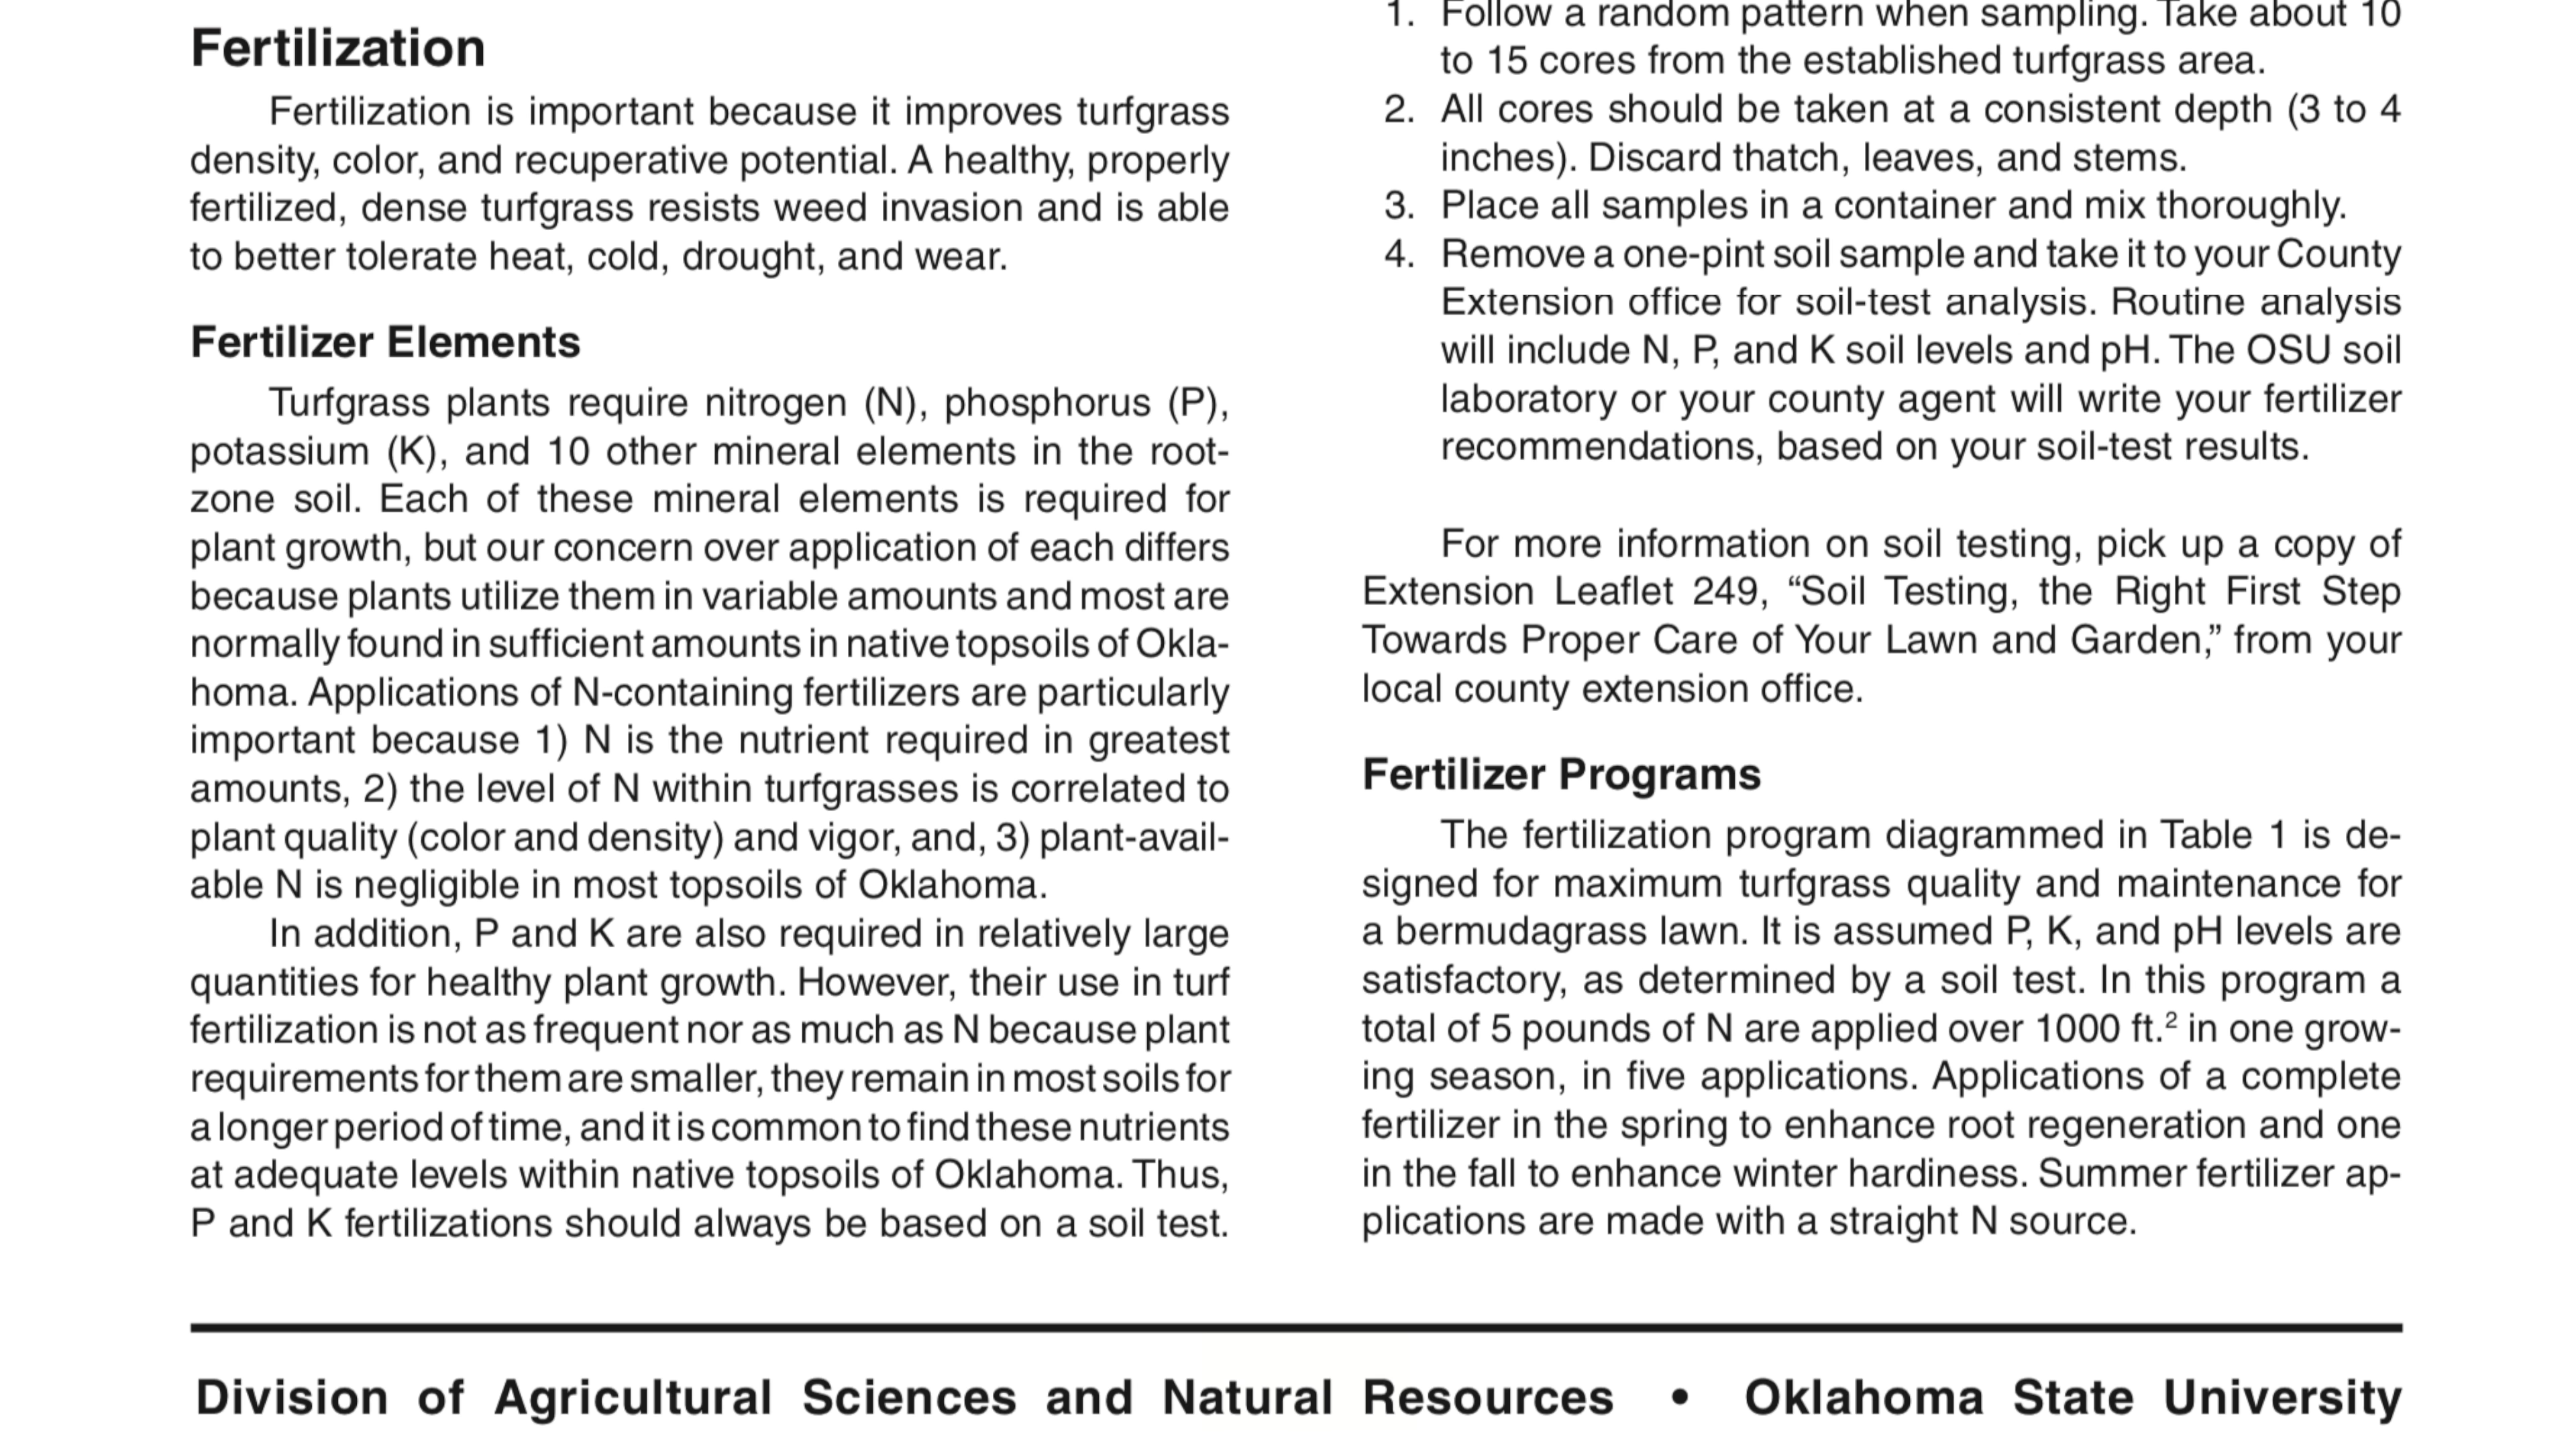 Fertilization
Fertilization is important because it improves turfgrass
density, color, and recuperative potential. A healthy, properly
fertilized, dense turfgrass resists weed invasion and is able
to better tolerate heat, cold, drought, and wear.
Fertilizer Elements
Turfgrass plants require nitrogen (N), phosphorus (P),
potassium (K), and 10 other mineral elements in the root-
zone soil. Each of these mineral elements is required for
plant growth, but our concern over application of each differs
because plants utilize them in variable amounts and most are
normally found in sufficient amounts in native topsoils of Okla-
homa. Applications of N-containing fertilizers are particularly
important because 1) N is the nutrient required in greatest
amounts, 2) the level of N within turfgrasses is correlated to
plant quality (color and density) and vigor, and, 3) plant-avail-
able N is negligible in most topsoils of Oklahoma.
In addition, P and K are also required in relatively large
quantities for healthy plant growth. However, their use in turf
fertilization is not as frequent nor as much as N because plant
requirements for them are smaller, they remain in most soils for
a longer period of time, and it is common to find these nutrients
at adequate levels within native topsoils of Oklahoma. Thus,
P and K fertilizations should always be based on a soil test.
1. Follow a random pattern when sampling. Take about 10
to 15 cores from the established turfgrass area.
2. All cores should be taken at a consistent depth (3 to 4
inches). Discard thatch, leaves, and stems.
3. Place all samples in a container and mix thoroughly.
4. Remove a one-pint soil sample and take it to your County
Extension office for soil-test analysis. Routine analysis
will include N, P, and K soil levels and pH. The OSU soil
laboratory or your county agent will write your fertilizer
recommendations, based on your soil-test results.
For more information on soil testing, pick up a copy of
Extension Leaflet 249, “Soil Testing, the Right First Step
Towards Proper Care of Your Lawn and Garden,” from your
local county extension office.
Fertilizer Programs
The fertilization program diagrammed in Table 1 is de-
signed for maximum turfgrass quality and maintenance for
a bermudagrass lawn. It is assumed P, K, and pH levels are
satisfactory, as determined by a soil test. In this program a
total of 5 pounds of N are applied over 1000 ft.² in one grow-
ing season, in five applications. Applications of a complete
fertilizer in the spring to enhance root regeneration and one
in the fall to enhance winter hardiness. Summer fertilizer ap-
plications are made with a straight N source.
Division of Agricultural Sciences and Natural Resources • Oklahoma State University